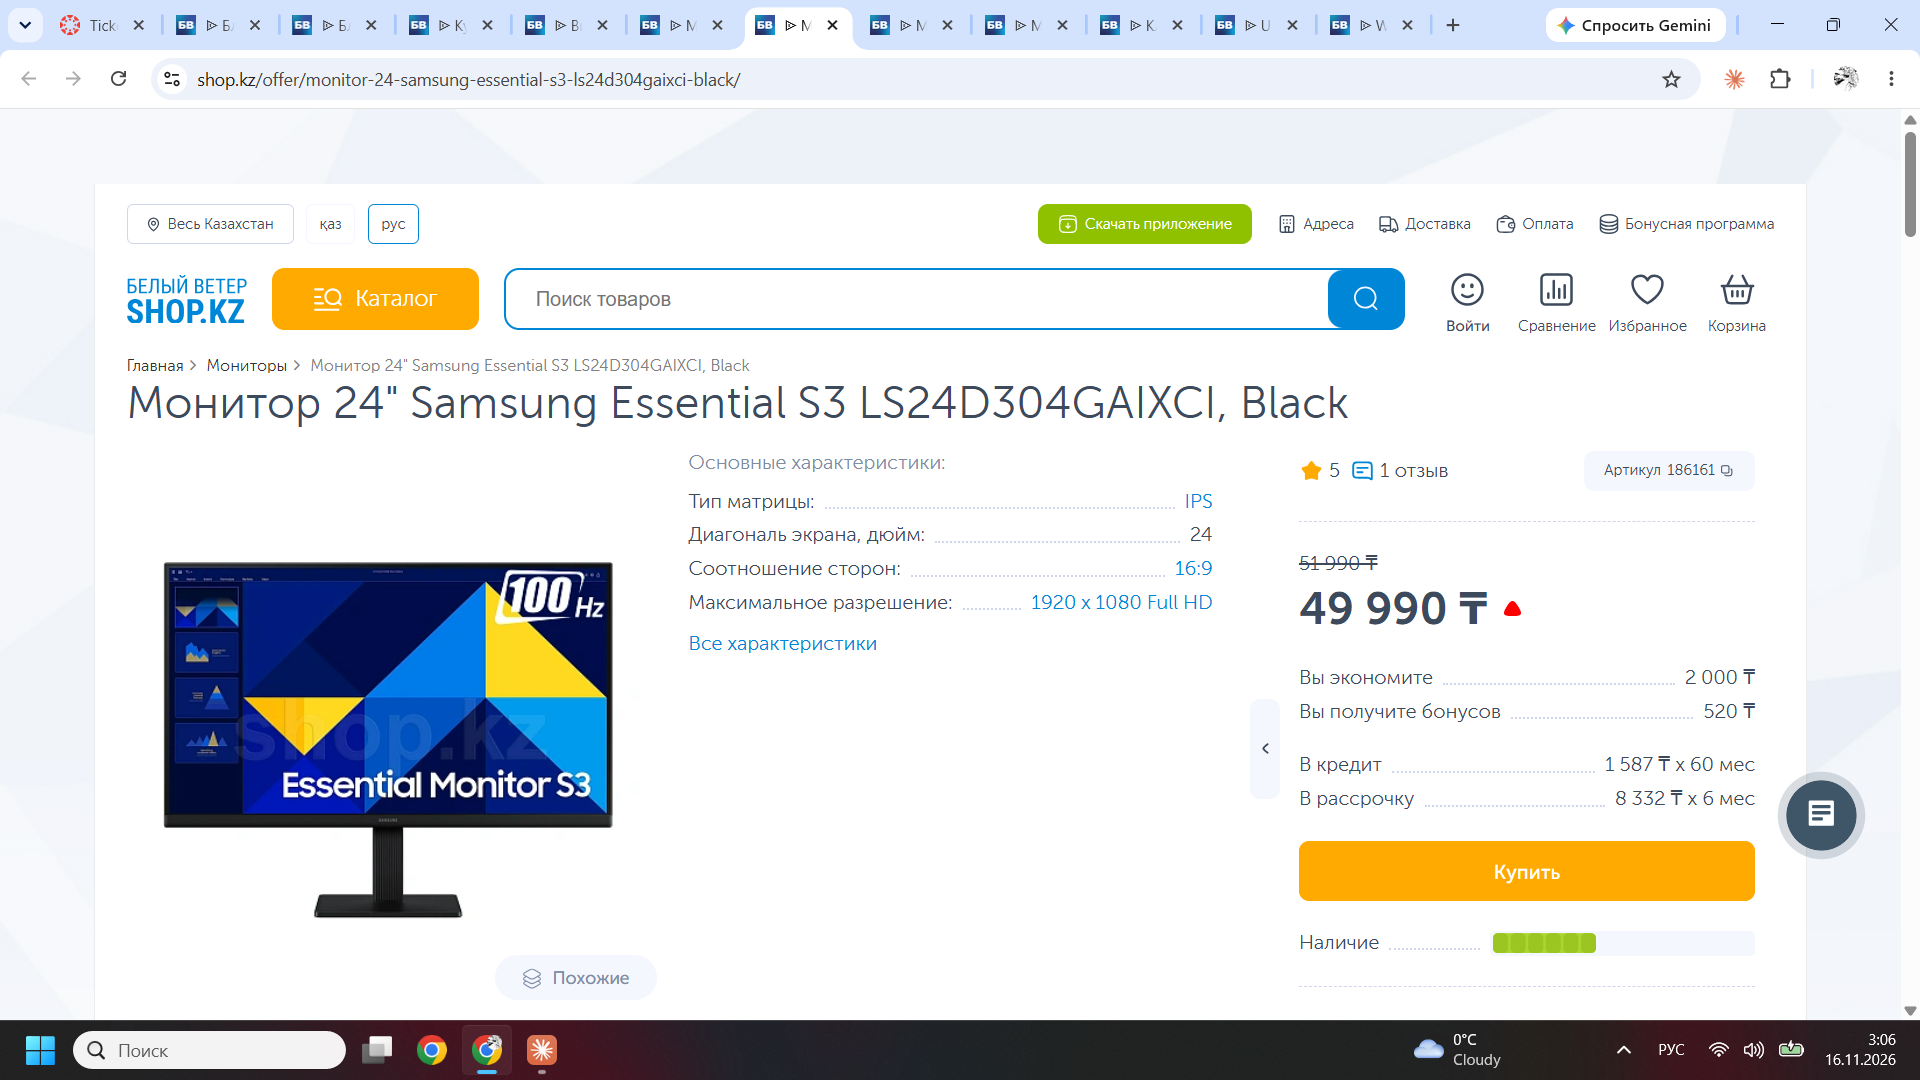 Tick
Б
Б
К
В
М
М
М
М
К
U
W
Спросить Gemini
shop.kz/offer/monitor-24-samsung-essential-s3-ls24d304gaixci-black/
Весь Казахстан
қаз
рус
Скачать приложение
Адреса
Доставка
Оплата
Бонусная программа
БЕЛЫЙ ВЕТЕР
SHOP.KZ
Каталог
Поиск товаров
Войти
Сравнение
Избранное
Корзина
Главная > Мониторы > Монитор 24" Samsung Essential S3 LS24D304GAIXCI, Black
Монитор 24" Samsung Essential S3 LS24D304GAIXCI, Black
Основные характеристики:
Тип матрицы: IPS
Диагональ экрана, дюйм: 24
Соотношение сторон: 16:9
Максимальное разрешение: 1920 x 1080 Full HD
Все характеристики
100 Hz
shop.kz
Essential Monitor S3
SAMSUNG
Похожие
5 1 отзыв
Артикул 186161
51 990 ₸
49 990 ₸
Вы экономите 2 000 ₸
Вы получите бонусов 520 ₸
В кредит 1 587 ₸ x 60 мес
В рассрочку 8 332 ₸ x 6 мес
Купить
Наличие
Поиск
0°C
Cloudy
РУС
3:06
16.11.2026